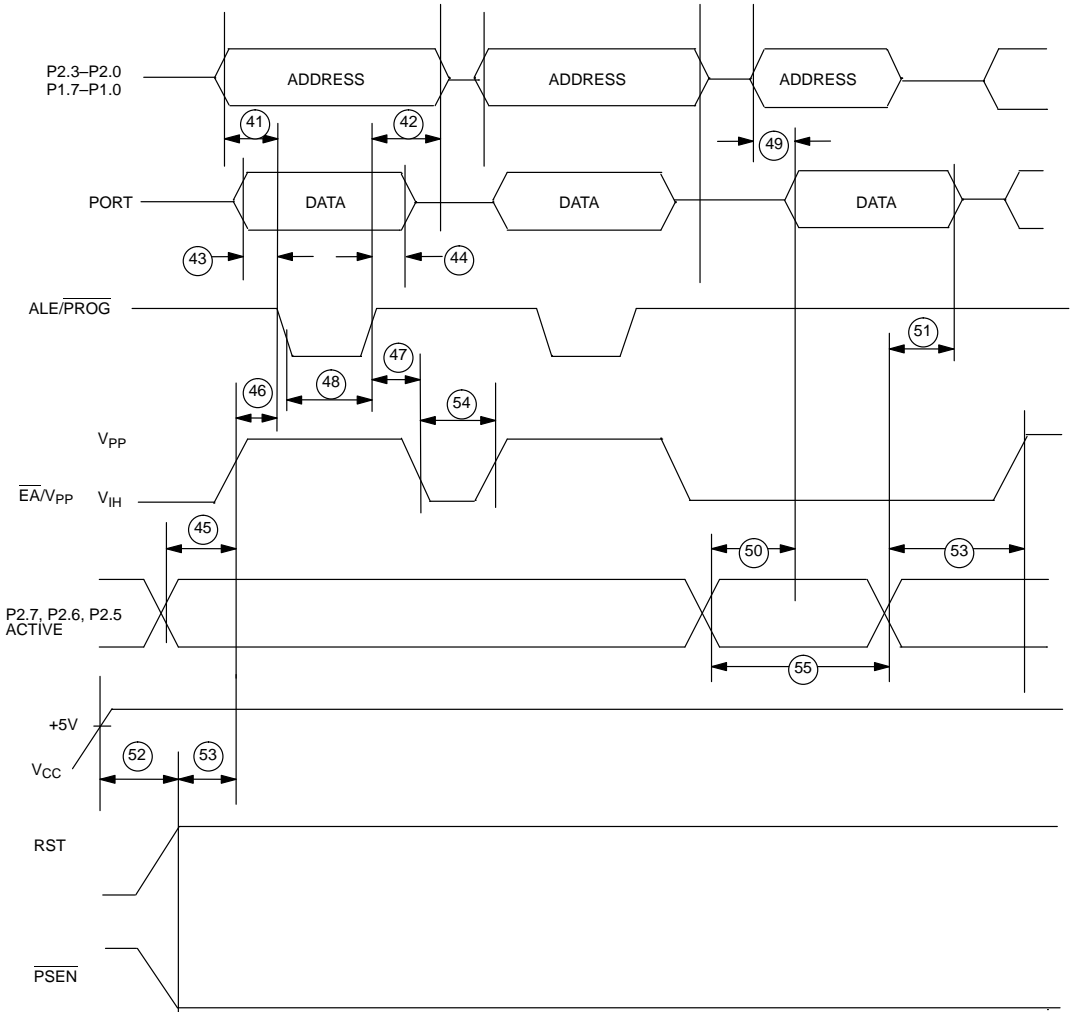 P2.3–P2.0
P1.7–P1.0
ADDRESS
ADDRESS
ADDRESS
41
42
49
PORT
DATA
DATA
DATA
43
44
ALE/PROG
51
47
46
48
54
VPP
EA/VPP VIH
45
50
53
P2.7, P2.6, P2.5
ACTIVE
55
+5V
52
53
VCC
RST
PSEN